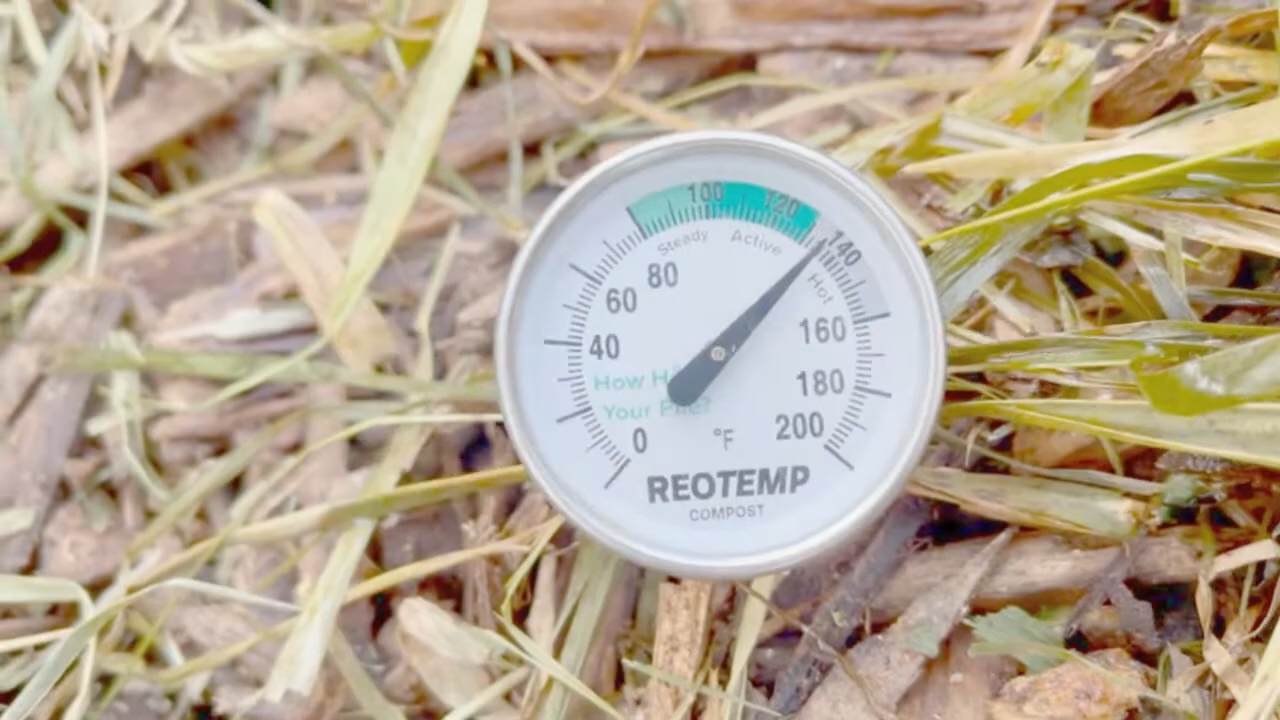 100 120
140
Steady Active Hot
80
60
160
40
How H
180
Your Pile?
0 °F 200
REOTEMP
COMPOST